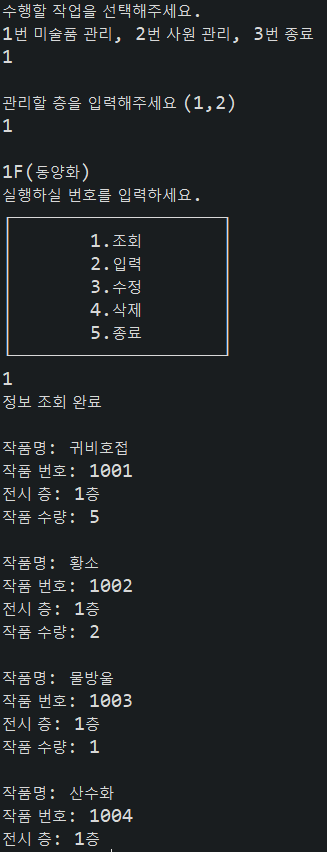 수행할 작업을 선택해주세요.
1번 미술품 관리, 2번 사원 관리, 3번 종료
1
관리할 층을 입력해주세요 (1,2)
1
1F(동양화)
실행하실 번호를 입력하세요.
1.조회
2.입력
3.수정
4.삭제
5.종료
1
정보 조회 완료
작품명: 귀비호접
작품 번호: 1001
전시 층: 1층
작품 수량: 5
작품명: 황소
작품 번호: 1002
전시 층: 1층
작품 수량: 2
작품명: 물방울
작품 번호: 1003
전시 층: 1층
작품 수량: 1
작품명: 산수화
작품 번호: 1004
전시 층: 1층